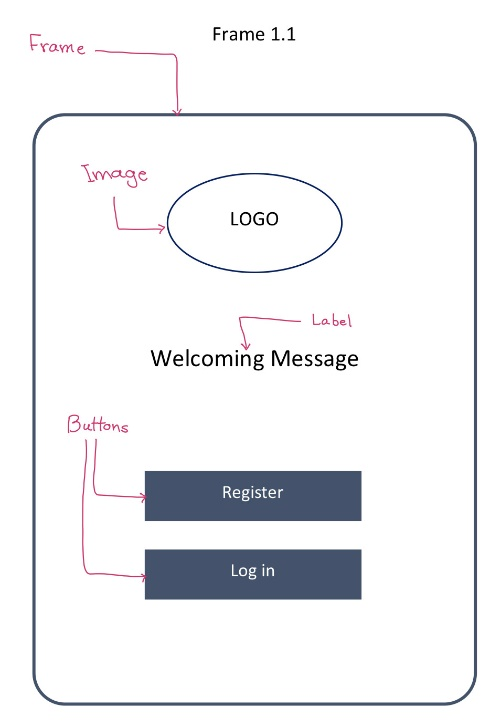 Frame 1.1
Frame
Image
LOGO
Label
Welcoming Message
Buttons
Register
Log in